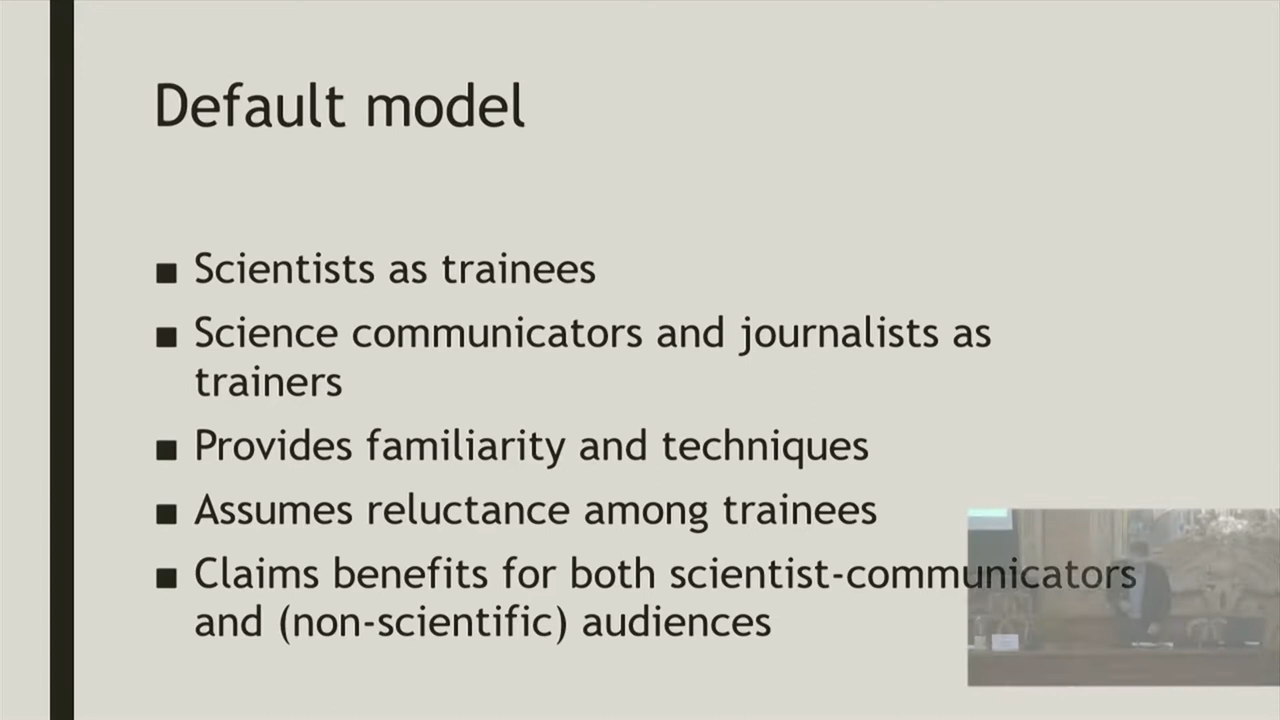 Default model
■ Scientists as trainees
■ Science communicators and journalists as
trainers
■ Provides familiarity and techniques
■ Assumes reluctance among trainees
■ Claims benefits for both scientist-communicators
and (non-scientific) audiences